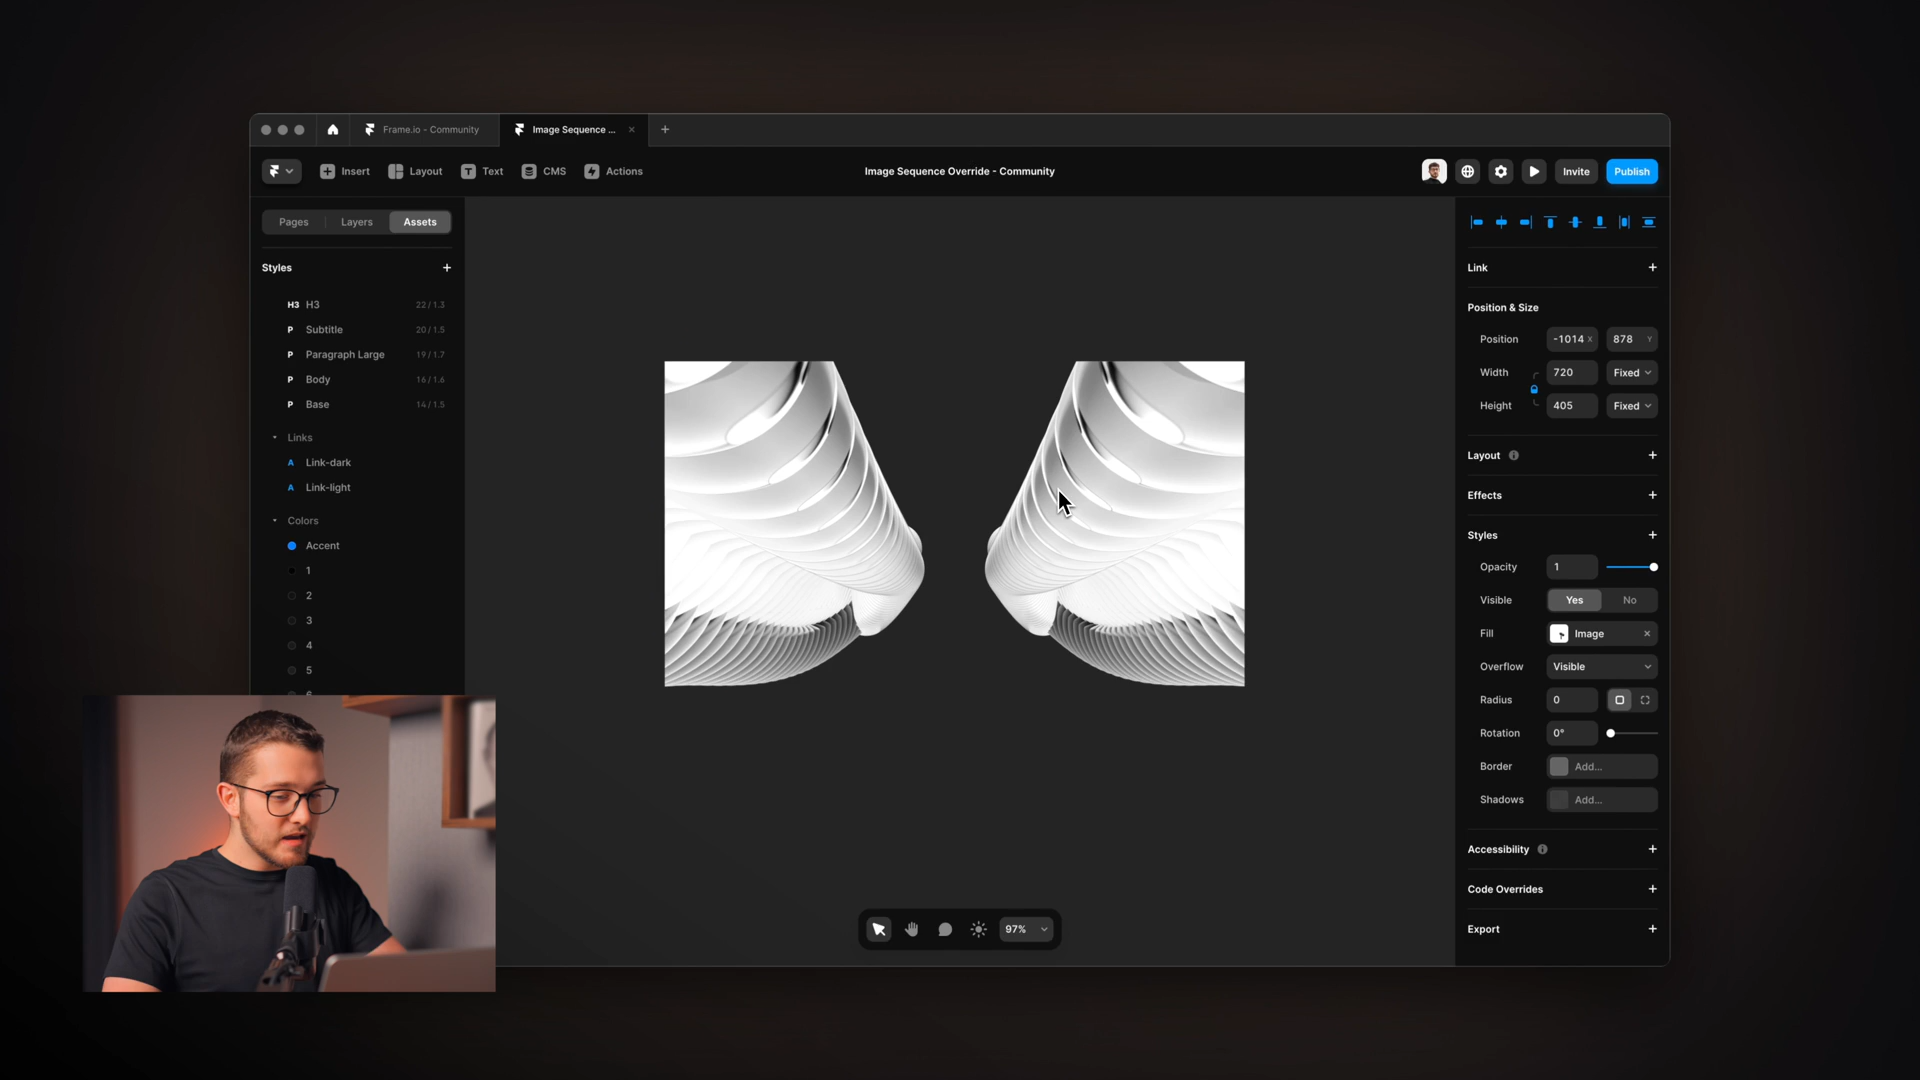 Frame.io - Community
Image Sequence ...
Insert
Layout
Text
CMS
Actions
Image Sequence Override - Community
Invite
Publish
Pages
Layers
Assets
Styles
H3 H3 22 / 1.3
P Subtitle 20 / 1.5
P Paragraph Large 19 / 1.7
P Body 16 / 1.6
P Base 14 / 1.5
Links
A Link-dark
A Link-light
Colors
Accent
1
2
3
4
5
Link
Position & Size
Position -1014 X 878 Y
Width 720 Fixed
Height 405 Fixed
Layout
Effects
Styles
Opacity 1
Visible Yes No
Fill Image
Overflow Visible
Radius 0
Rotation 0°
Border Add...
Shadows Add...
Accessibility
Code Overrides
Export
97%